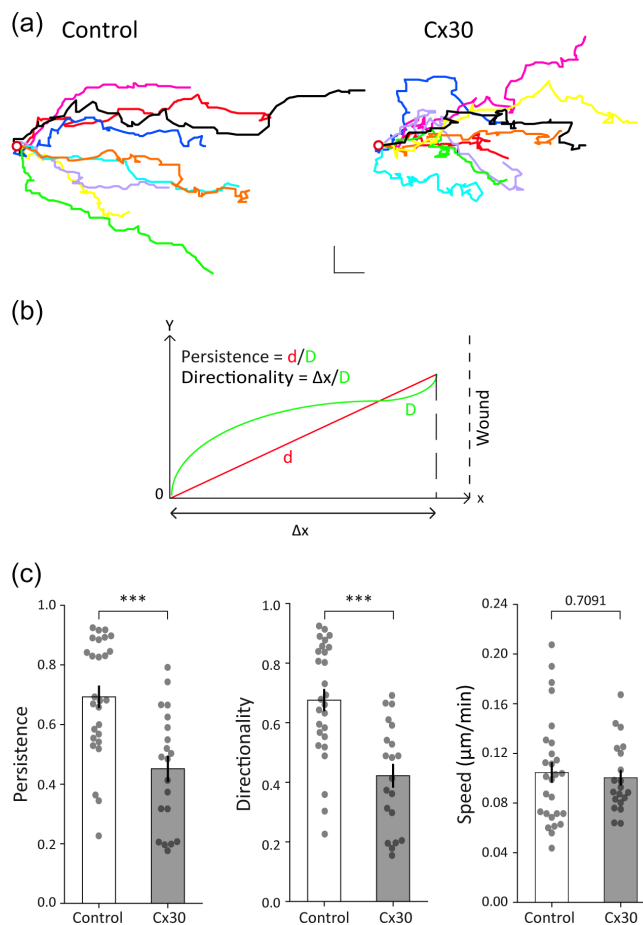 (a)
Control
Cx30
(b)
Y
Persistence = d/D
Directionality = Δx/D
D
d
Wound
0
x
Δx
(c)
***
1.0
0.8
0.6
0.4
0.2
0.0
Persistence
Control
Cx30
***
1.0
0.8
0.6
0.4
0.2
0.0
Directionality
Control
Cx30
0.7091
0.24
0.20
0.16
0.12
0.08
0.04
0.00
Speed (µm/min)
Control
Cx30